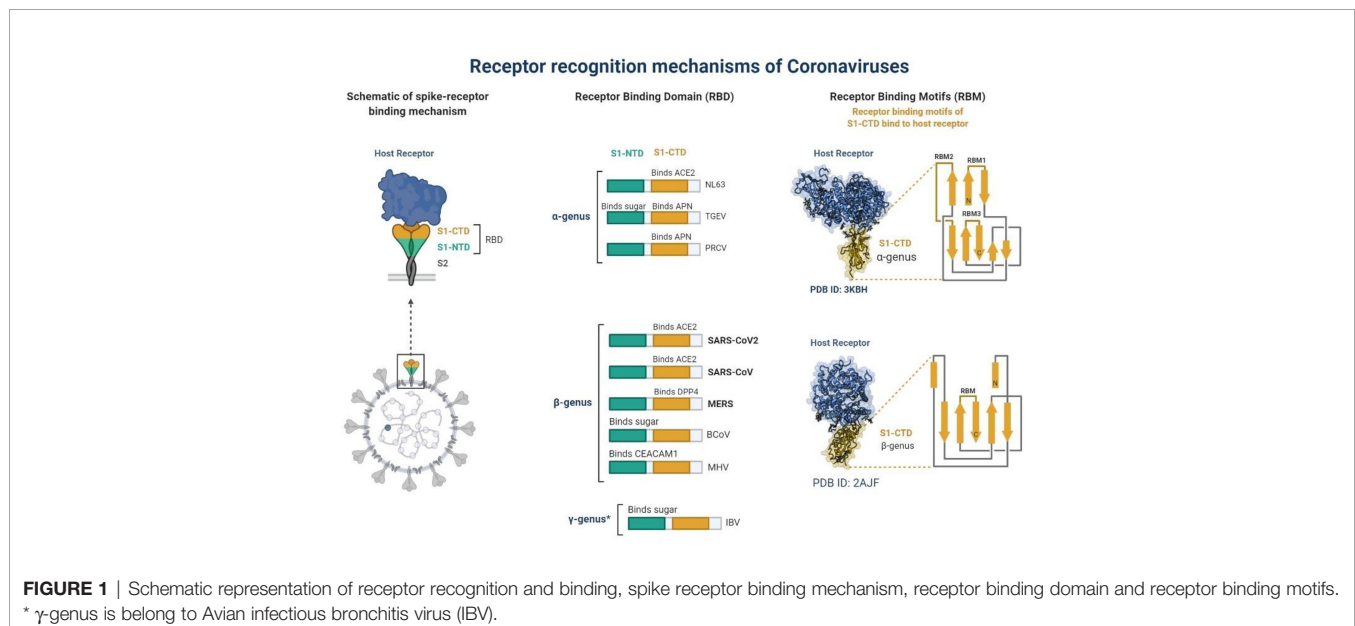 Receptor recognition mechanisms of Coronaviruses
Schematic of spike-receptor
binding mechanism
Host Receptor
S1-CTD
S1-NTD
RBD
S2
Receptor Binding Domain (RBD)
S1-NTD S1-CTD
α-genus
Binds ACE2
NL63
Binds sugar Binds APN
TGEV
Binds APN
PRCV
β-genus
Binds ACE2
SARS-CoV2
Binds ACE2
SARS-CoV
Binds DPP4
MERS
Binds sugar
BCoV
Binds CEACAM1
MHV
γ-genus*
Binds sugar
IBV
Receptor Binding Motifs (RBM)
Receptor binding motifs of
S1-CTD bind to host receptor
Host Receptor
S1-CTD
α-genus
PDB ID: 3KBH
RBM2
RBM1
N
RBM3
C
Host Receptor
S1-CTD
β-genus
PDB ID: 2AJF
N
RBM
C
FIGURE 1 | Schematic representation of receptor recognition and binding, spike receptor binding mechanism, receptor binding domain and receptor binding motifs.
* γ-genus is belong to Avian infectious bronchitis virus (IBV).